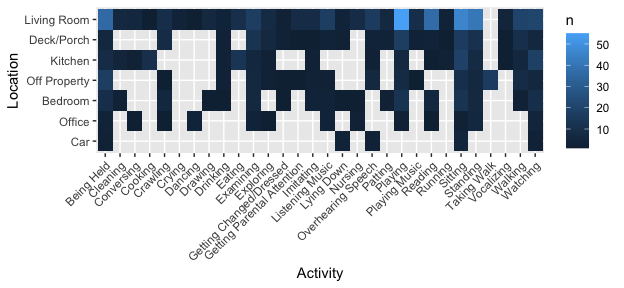 Location
Living Room
Deck/Porch
Kitchen
Off Property
Bedroom
Office
Car
Being Held
Cleaning
Conversing
Cooking
Crawling
Crying
Dancing
Drawing
Drinking
Eating
Examining
Exploring
Getting Changed/Dressed
Getting Parental Attention
Imitating
Listening Music
Lying Down
Nursing
Overhearing Speech
Patting
Playing
Playing Music
Reading
Running
Sitting
Standing
Taking Walk
Vocalizing
Walking
Watching
Activity
n
50
40
30
20
10